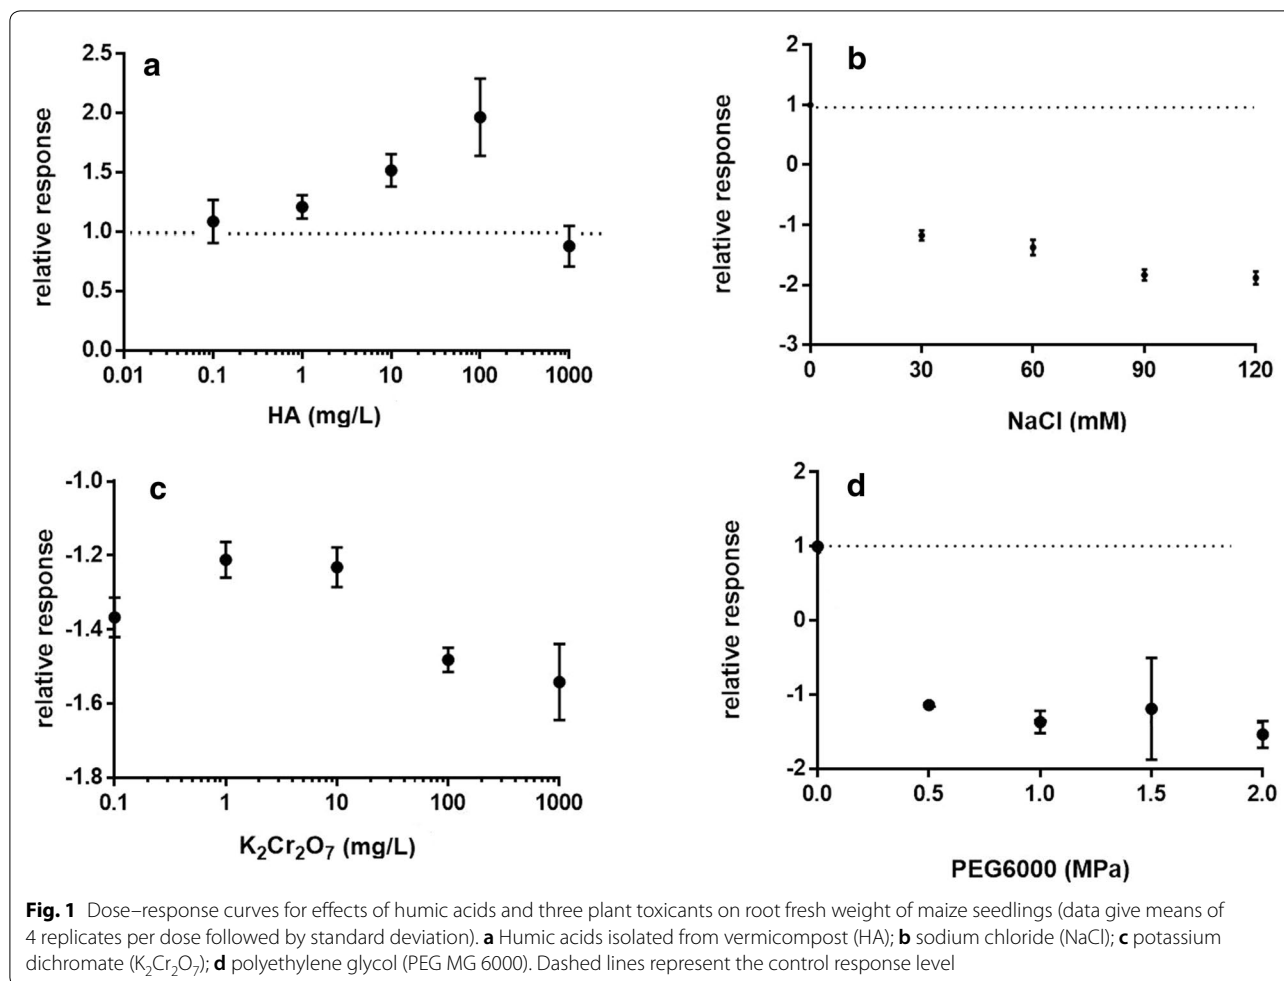 a
2.5
2.0
1.5
1.0
0.5
0.0
relative response
0.01 0.1 1 10 100 1000
HA (mg/L)
b
2
1
0
-1
-2
-3
relative response
0 30 60 90 120
NaCl (mM)
c
-1.0
-1.2
-1.4
-1.6
-1.8
relative response
0.1 1 10 100 1000
K₂Cr₂O₇ (mg/L)
d
2
1
0
-1
-2
relative response
0.0 0.5 1.0 1.5 2.0
PEG6000 (MPa)
Fig. 1 Dose–response curves for effects of humic acids and three plant toxicants on root fresh weight of maize seedlings (data give means of
4 replicates per dose followed by standard deviation). a Humic acids isolated from vermicompost (HA); b sodium chloride (NaCl); c potassium
dichromate (K₂Cr₂O₇); d polyethylene glycol (PEG MG 6000). Dashed lines represent the control response level